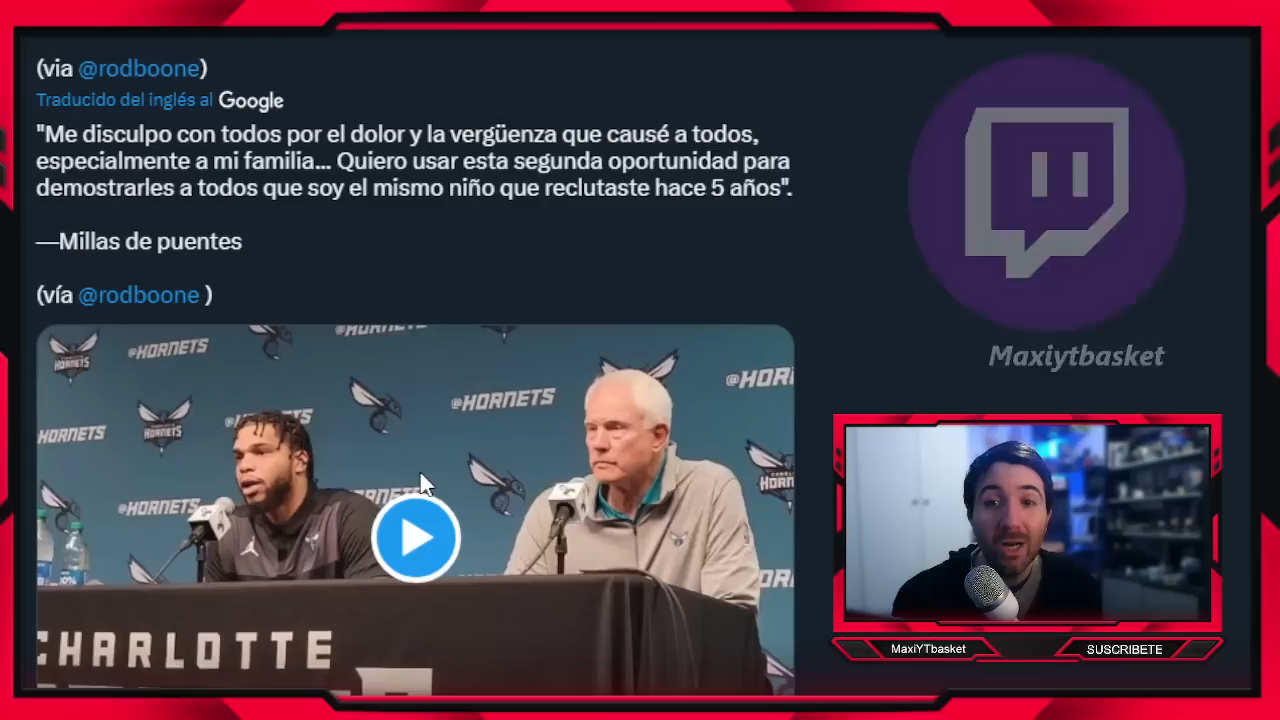 (via @rodboone)
Traducido del inglés al Google
"Me disculpo con todos por el dolor y la vergüenza que causé a todos,
especialmente a mi familia... Quiero usar esta segunda oportunidad para
demostrarles a todos que soy el mismo niño que reclutaste hace 5 años".
—Millas de puentes
(vía @rodboone )
Maxiytbasket
@HORNETS
@HORNETS
@HORI
@HORNETS
HORNETS
@HORNETS
CHARLOTTE
MaxiYTbasket
SUSCRIBETE